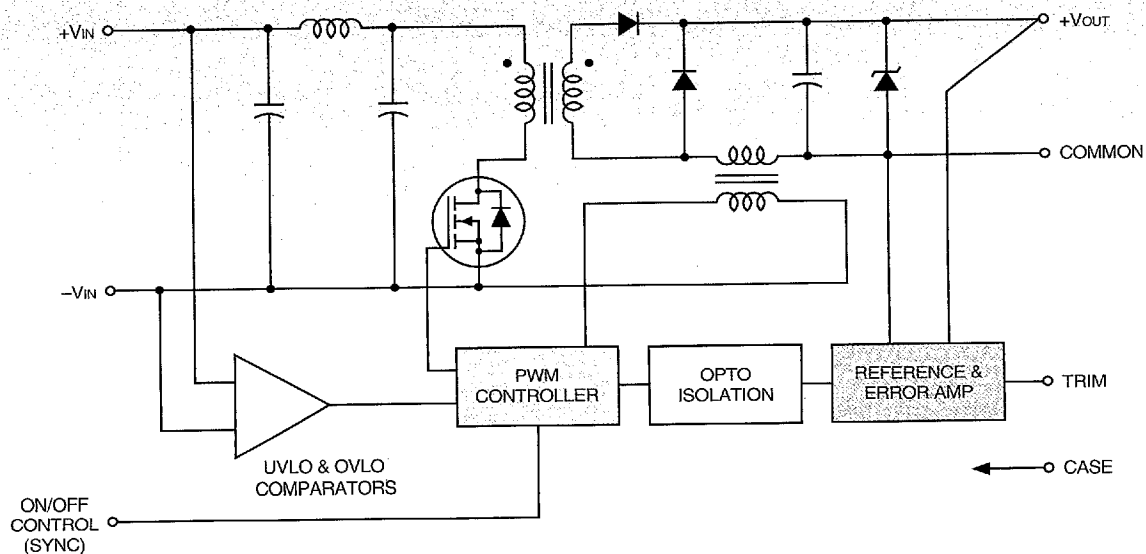 +VIN
+VOUT
COMMON
−VIN
PWM
CONTROLLER
OPTO
ISOLATION
REFERENCE &
ERROR AMP
TRIM
UVLO & OVLO
COMPARATORS
CASE
ON/OFF
CONTROL
(SYNC)